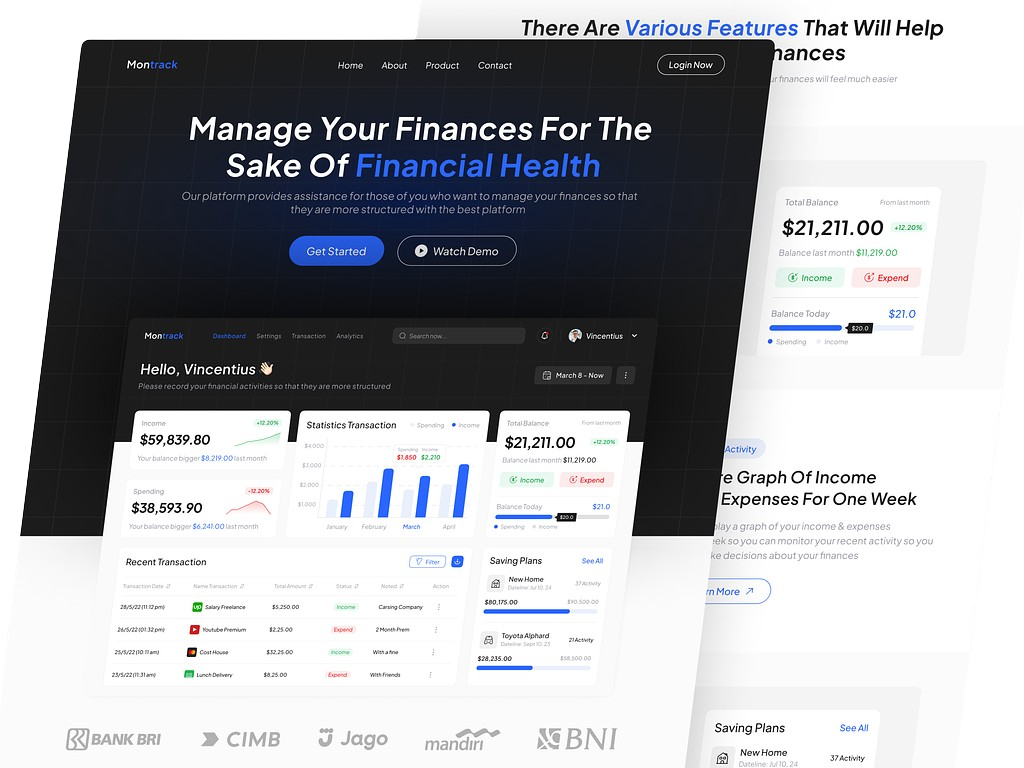 There Are Various Features That Will Help
nances
ur finances will feel much easier
Montrack
Home
About
Product
Contact
Login Now
Manage Your Finances For The
Sake Of Financial Health
Our platform provides assistance for those of you who want to manage your finances so that
they are more structured with the best platform
Get Started
Watch Demo
Montrack
Dashboard
Settings
Transaction
Analytics
Search now...
Vincentius
Hello, Vincentius 👋🏻
Please record your financial activities so that they are more structured
March 8 - Now
Income
+12.20%
$59,839.80
Your balance bigger $8,219.00 last month
Spending
-12.20%
$38,593.90
Your balance bigger $6,241.00 last month
Statistics Transaction
Spending
Income
$4,000
$3,000
$2,000
$1,000
Spending Income
$1,850 $2,210
January
February
March
April
Total Balance
From last month
$21,211.00
+12.20%
Balance last month $11,219.00
Income
Expend
Balance Today
$21.0
$20.0
Spending
Income
Recent Transaction
Filter
Transaction Date
Name Transaction
Total Amount
Status
Noted
Action
28/5/22 (11:12 pm)
Salary Freelance
$5,250.00
Income
Carsing Company
26/5/22 (01:32 pm)
Youtube Premium
$2,25.00
Expend
2 Month Prem
25/5/22 (10:11 am)
Cost House
$32,25.00
Income
With a fine
23/5/22 (11:31 am)
Lunch Delivery
$8,25.00
Expend
With Friends
Saving Plans
See All
New Home
Dateline: Jul 10, 24
37 Activity
$80,175.00
$90,500.00
Toyota Alphard
Dateline: Sept 10, 23
21 Activity
$28,235.00
$58,500.00
BANK BRI
CIMB
Jago
mandiri
BNI
Total Balance
From last month
$21,211.00
+12.20%
Balance last month $11,219.00
Income
Expend
Balance Today
$21.0
$20.0
Spending
Income
Activity
re Graph Of Income
Expenses For One Week
play a graph of your income & expenses
eek so you can monitor your recent activity so you
ke decisions about your finances
rn More
Saving Plans
See All
New Home
Dateline: Jul 10, 24
37 Activity